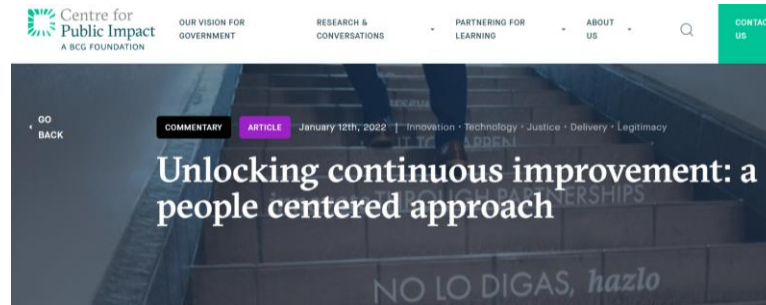 Centre for
Public Impact
A BCG FOUNDATION
OUR VISION FOR
GOVERNMENT
RESEARCH &
CONVERSATIONS
PARTNERING FOR
LEARNING
ABOUT
US
CONTAC
US
GO
BACK
COMMENTARY ARTICLE January 12th, 2022 | Innovation · Technology · Justice · Delivery · Legitimacy
Unlocking continuous improvement: a
people centered approach
THROUGH PARTNERSHIPS
NO LO DIGAS, hazlo